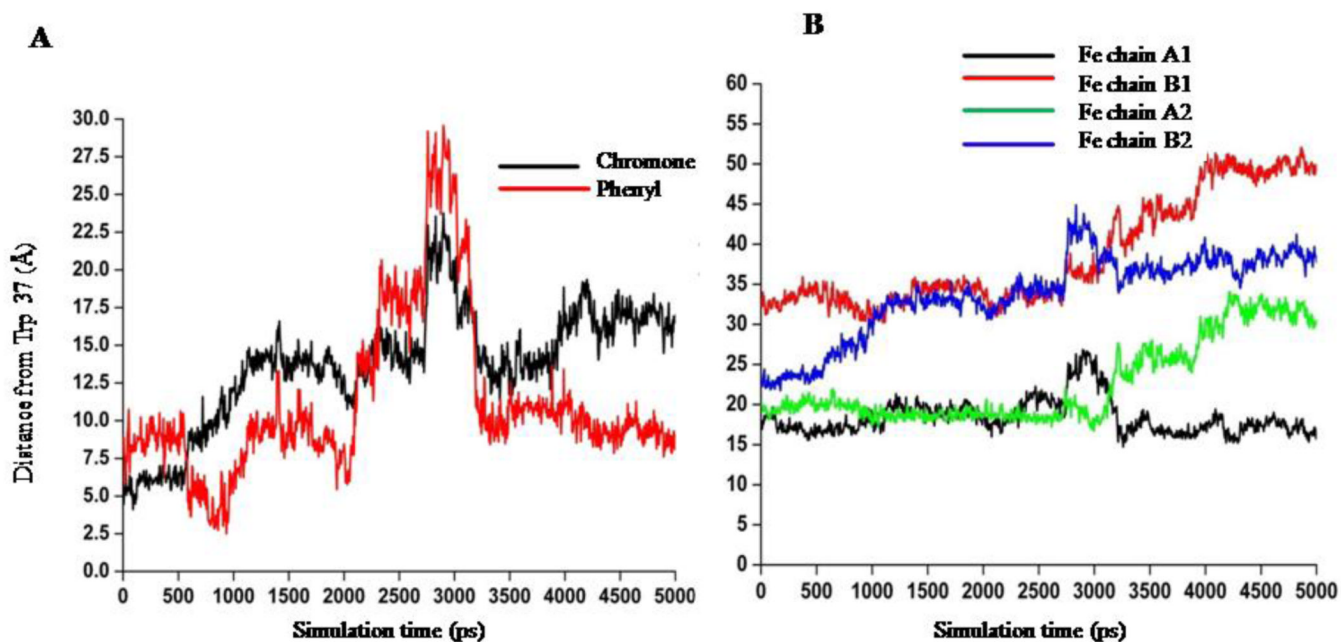 A
Distance from Trp 37 (Å)
30.0
27.5
25.0
22.5
20.0
17.5
15.0
12.5
10.0
7.5
5.0
2.5
0.0
0 500 1000 1500 2000 2500 3000 3500 4000 4500 5000
Simulation time (ps)
Chromone
Phenyl
B
Fe chain A1
Fe chain B1
Fe chain A2
Fe chain B2
60
55
50
45
40
35
30
25
20
15
10
5
0
0 500 1000 1500 2000 2500 3000 3500 4000 4500 5000
Simulation time (ps)